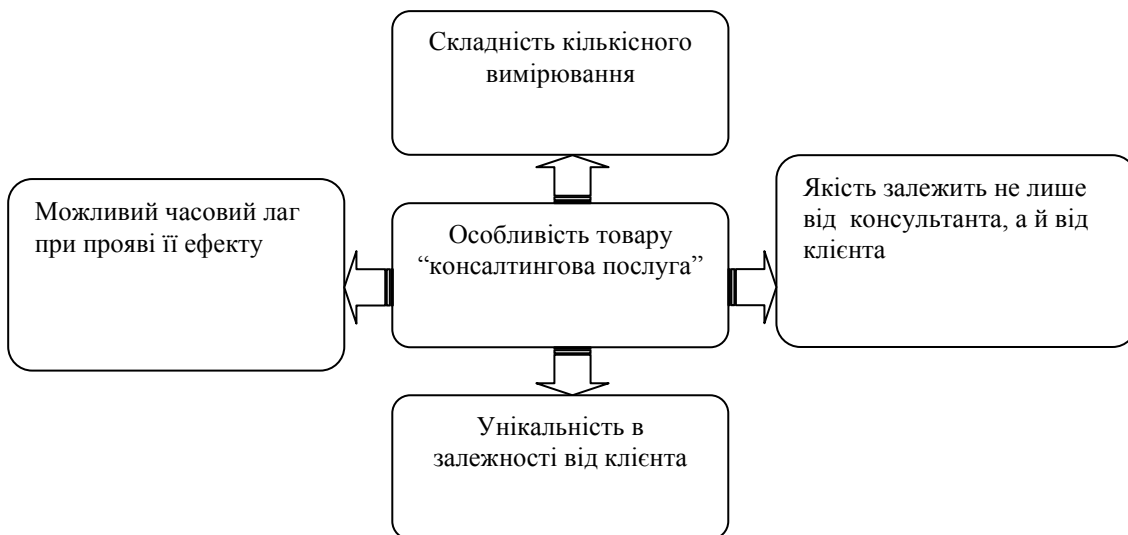 Складність кількісного
вимірювання
Можливий часовий лаг
при прояві її ефекту
Особливість товару
“консалтингова послуга”
Якість залежить не лише
від консультанта, а й від
клієнта
Унікальність в
залежності від клієнта